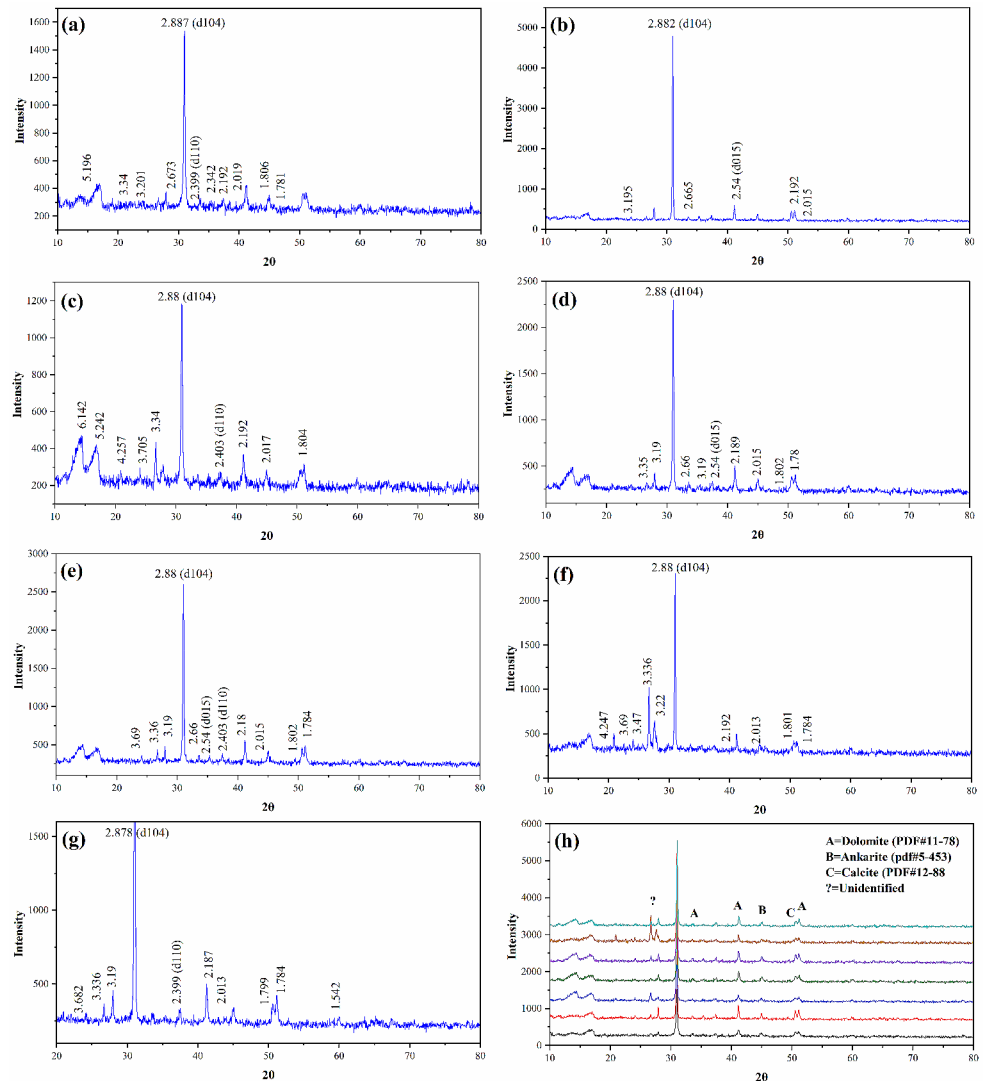 (a)
2.887 (d104)
1600
1400
1200
1000
800
600
400
200
Intensity
5.196
3.34
3.201
2.673
2.399 (d110)
2.342
2.192
2.019
1.806
1.781
10 20 30 40 50 60 70 80
2θ
(b)
2.882 (d104)
5000
4000
3000
2000
1000
0
Intensity
3.195
2.665
2.54 (d015)
2.192
2.015
10 20 30 40 50 60 70 80
2θ
(c)
2.88 (d104)
1200
1000
800
600
400
200
Intensity
6.142
5.242
4.257
3.705
3.34
2.403 (d110)
2.192
2.017
1.804
10 20 30 40 50 60 70 80
2θ
(d)
2.88 (d104)
2500
2000
1500
1000
500
Intensity
3.35
3.19
2.66
3.19
2.54 (d015)
2.189
2.015
1.802
1.78
10 20 30 40 50 60 70 80
2θ
(e)
2.88 (d104)
3000
2500
2000
1500
1000
500
Intensity
3.69
3.36
3.19
2.66
2.54 (d015)
2.403 (d110)
2.18
2.015
1.802
1.784
10 20 30 40 50 60 70 80
2θ
(f)
2.88 (d104)
2500
2000
1500
1000
500
0
Intensity
4.247
3.69
3.47
3.336
3.22
2.192
2.013
1.801
1.784
10 20 30 40 50 60 70 80
2θ
(g)
2.878 (d104)
1500
1000
500
Intensity
3.682
3.336
3.19
2.399 (d110)
2.187
2.013
1.799
1.784
1.542
20 30 40 50 60 70 80
2θ
(h)
A=Dolomite (PDF#11-78)
B=Ankarite (pdf#5-453)
C=Calcite (PDF#12-88
?=Unidentified
6000
5000
4000
3000
2000
1000
0
Intensity
? A A B C A
10 20 30 40 50 60 70 80
2θ